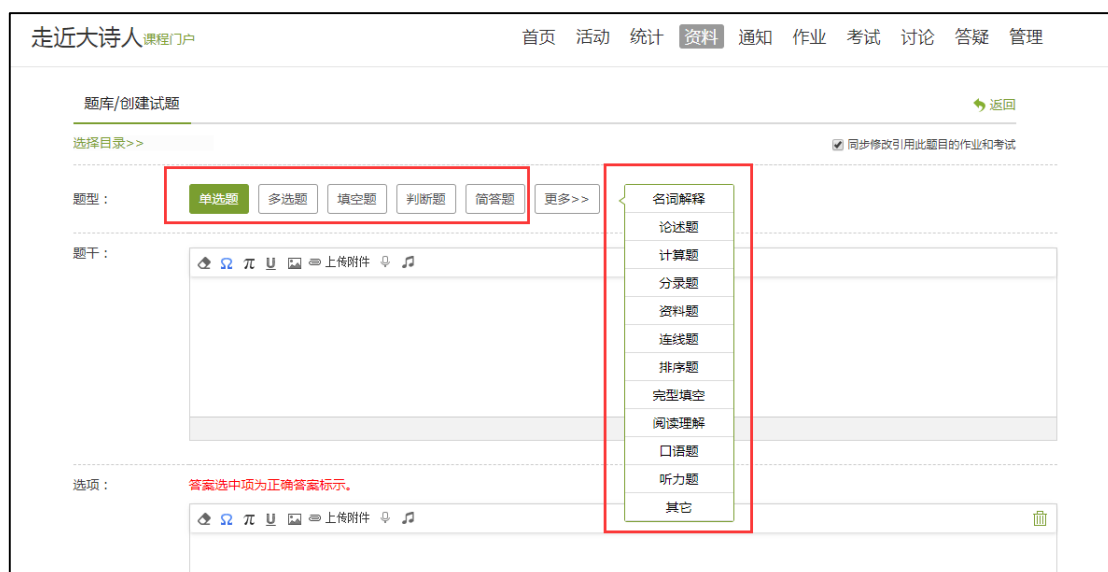 走近大诗人 课程门户 首页 活动 统计 资料 通知 作业 考试 讨论 答疑 管理
题库/创建试题 返回
选择目录>> 同步修改引用此题目的作业和考试
题型： 单选题 多选题 填空题 判断题 简答题 更多>> 名词解释
论述题
计算题
分录题
资料题
连线题
排序题
完型填空
阅读理解
口语题
听力题
其它
题干：
Ω π U 上传附件
选项： 答案选中项为正确答案标示。
Ω π U 上传附件